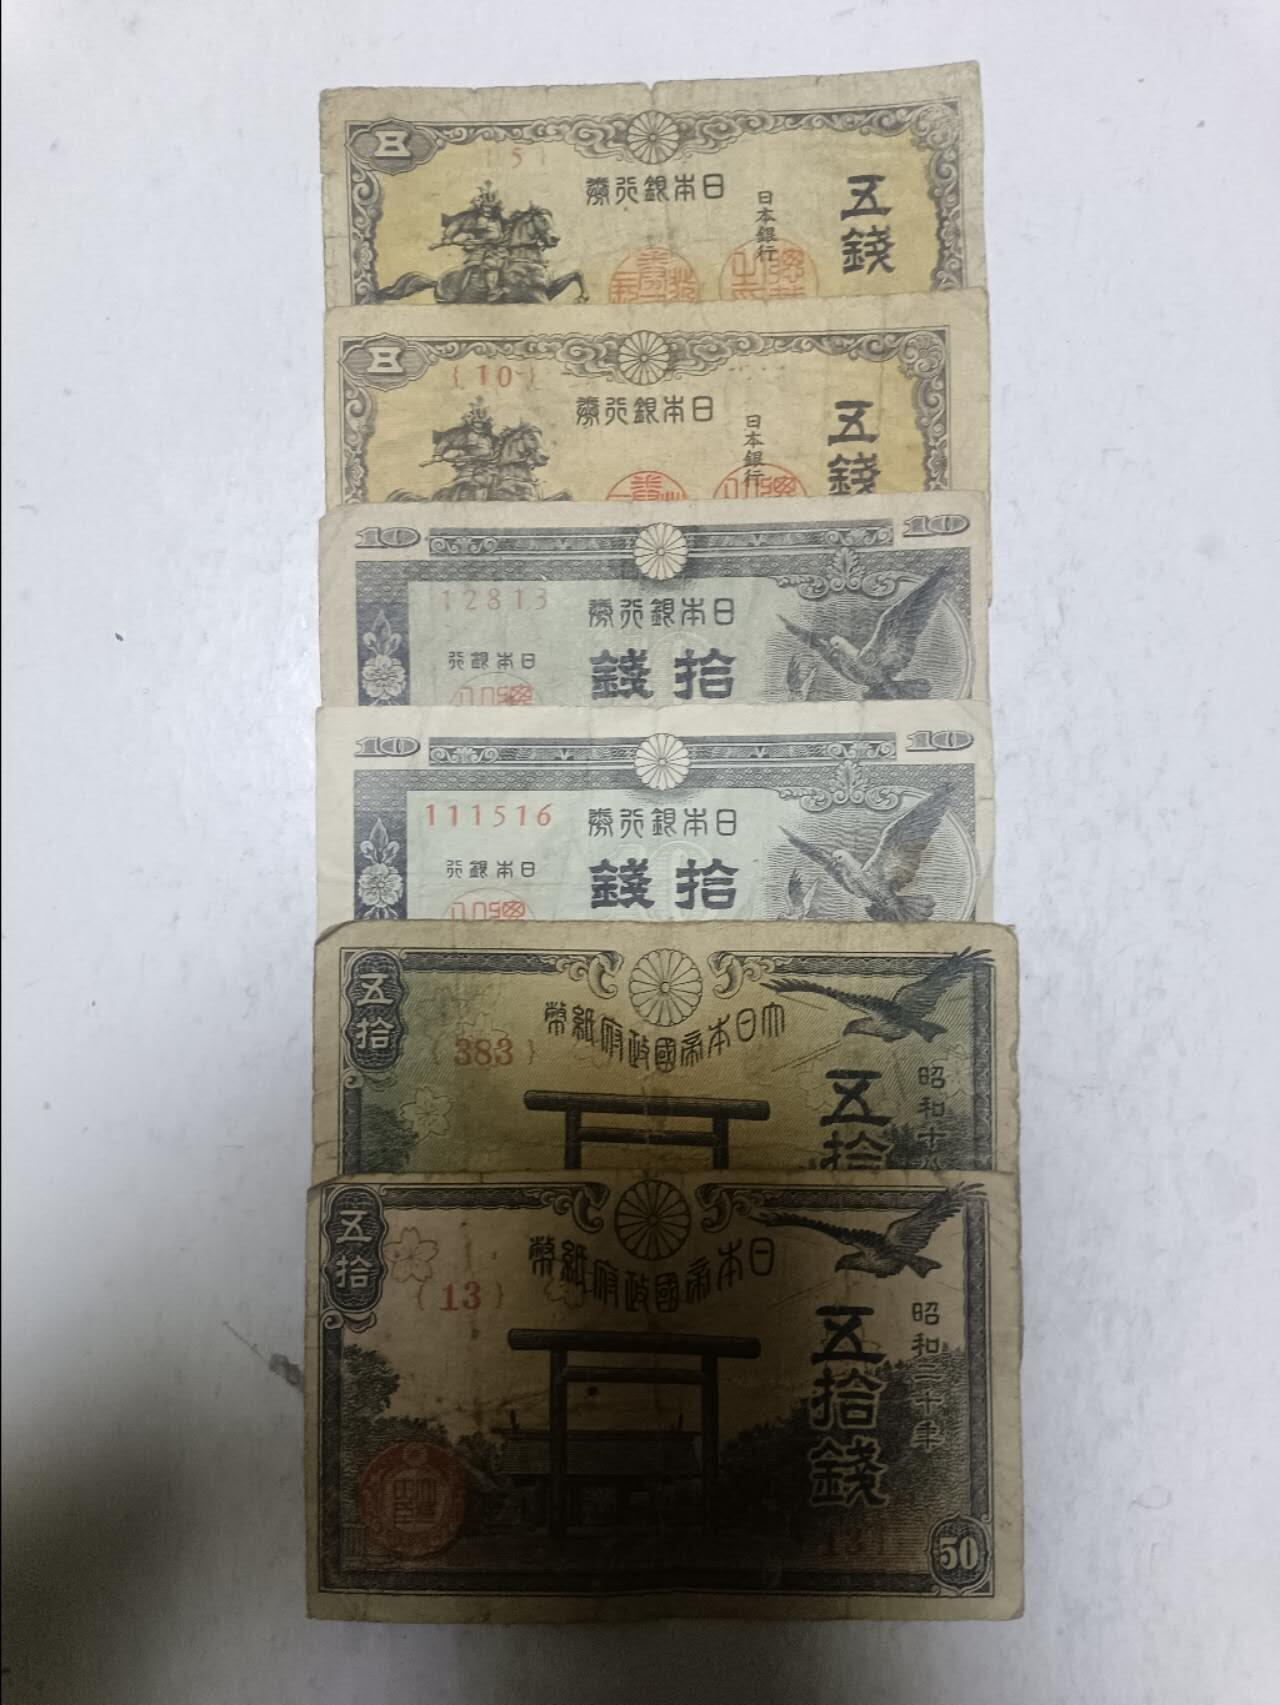 五
5
日本銀行券
日本銀行
五錢
五
{10}
日本銀行券
日本銀行
五錢
10
10
12813
日本銀行券
日本銀行
拾錢
10
10
111516
日本銀行券
日本銀行
拾錢
五拾
{383}
大日本帝國政府紙幣
五拾
昭和十八
五拾
{13}
日本帝國政府紙幣
五拾錢
昭和二十年
{13}
50